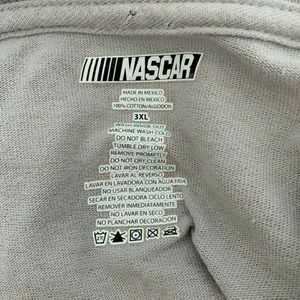 NASCAR
MADE IN MEXICO
HECHO EN MEXICO
100% COTTON/ALGODON
3XL
WASH INSIDE OUT
MACHINE WASH COLD
DO NOT BLEACH
TUMBLE DRY LOW
REMOVE PROMPTLY
DO NOT DRY CLEAN
DO NOT IRON DECORATION
LAVAR AL REVERSO
LAVAR EN LAVADORA CON AGUA FRIA
NO USAR BLANQUEADOR
SECAR EN SECADORA CICLO LENTO
REMOVER INMEDIATAMENTE
NO LAVAR EN SECO
NO PLANCHAR DECORACION